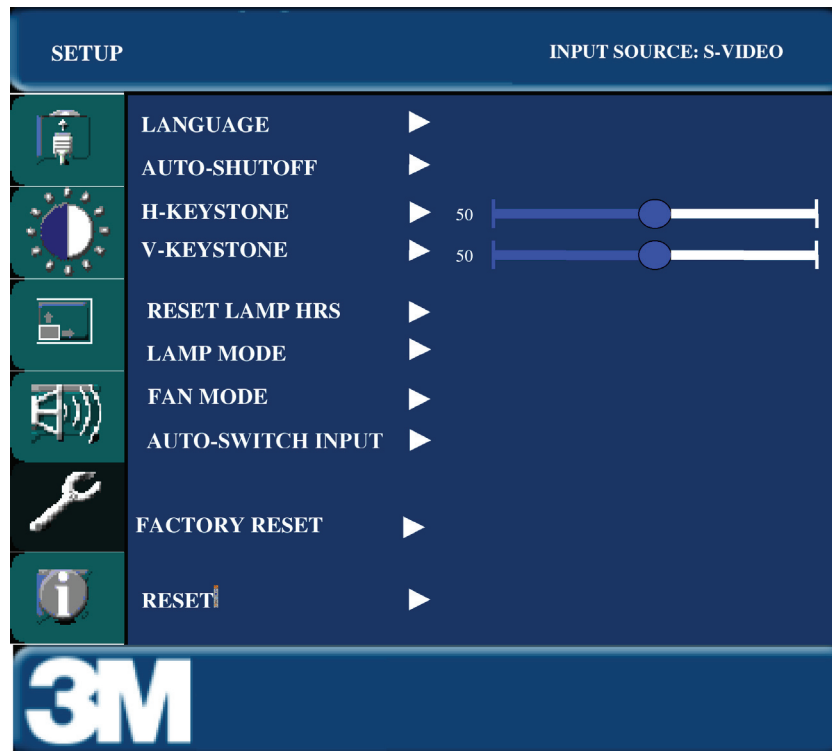 SETUP INPUT SOURCE: S-VIDEO
LANGUAGE
AUTO-SHUTOFF
H-KEYSTONE 50
V-KEYSTONE 50
RESET LAMP HRS
LAMP MODE
FAN MODE
AUTO-SWITCH INPUT
FACTORY RESET
RESET
3M